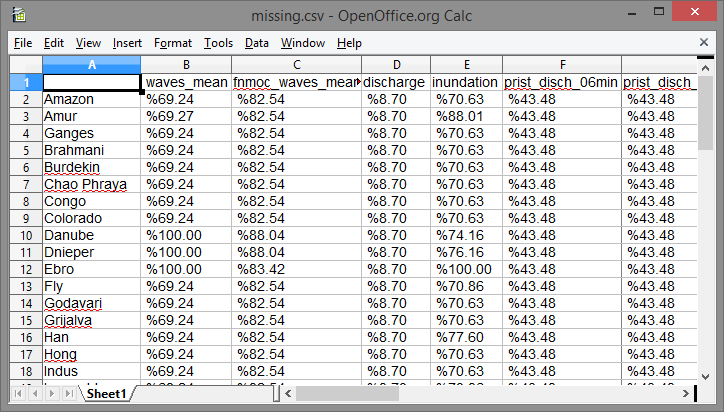 missing.csv - OpenOffice.org Calc
File Edit View Insert Format Tools Data Window Help
A B C D E F
1 waves_mean fnmoc_waves_mear discharge inundation prist_disch_06min prist_disch_
2 Amazon %69.24 %82.54 %8.70 %70.63 %43.48 %43.48
3 Amur %69.27 %82.54 %8.70 %88.01 %43.48 %43.48
4 Ganges %69.24 %82.54 %8.70 %70.63 %43.48 %43.48
5 Brahmani %69.24 %82.54 %8.70 %70.63 %43.48 %43.48
6 Burdekin %69.24 %82.54 %8.70 %70.63 %43.48 %43.48
7 Chao Phraya %69.24 %82.54 %8.70 %70.63 %43.48 %43.48
8 Congo %69.24 %82.54 %8.70 %70.63 %43.48 %43.48
9 Colorado %69.24 %82.54 %8.70 %70.63 %43.48 %43.48
10 Danube %100.00 %88.04 %8.70 %74.16 %43.48 %43.48
11 Dnieper %100.00 %88.04 %8.70 %76.16 %43.48 %43.48
12 Ebro %100.00 %83.42 %8.70 %100.00 %43.48 %43.48
13 Fly %69.24 %82.54 %8.70 %70.86 %43.48 %43.48
14 Godavari %69.24 %82.54 %8.70 %70.63 %43.48 %43.48
15 Grijalva %69.24 %82.54 %8.70 %70.63 %43.48 %43.48
16 Han %69.24 %82.54 %8.70 %77.60 %43.48 %43.48
17 Hong %69.24 %82.54 %8.70 %70.63 %43.48 %43.48
18 Indus %69.24 %82.54 %8.70 %70.63 %43.48 %43.48
Sheet1